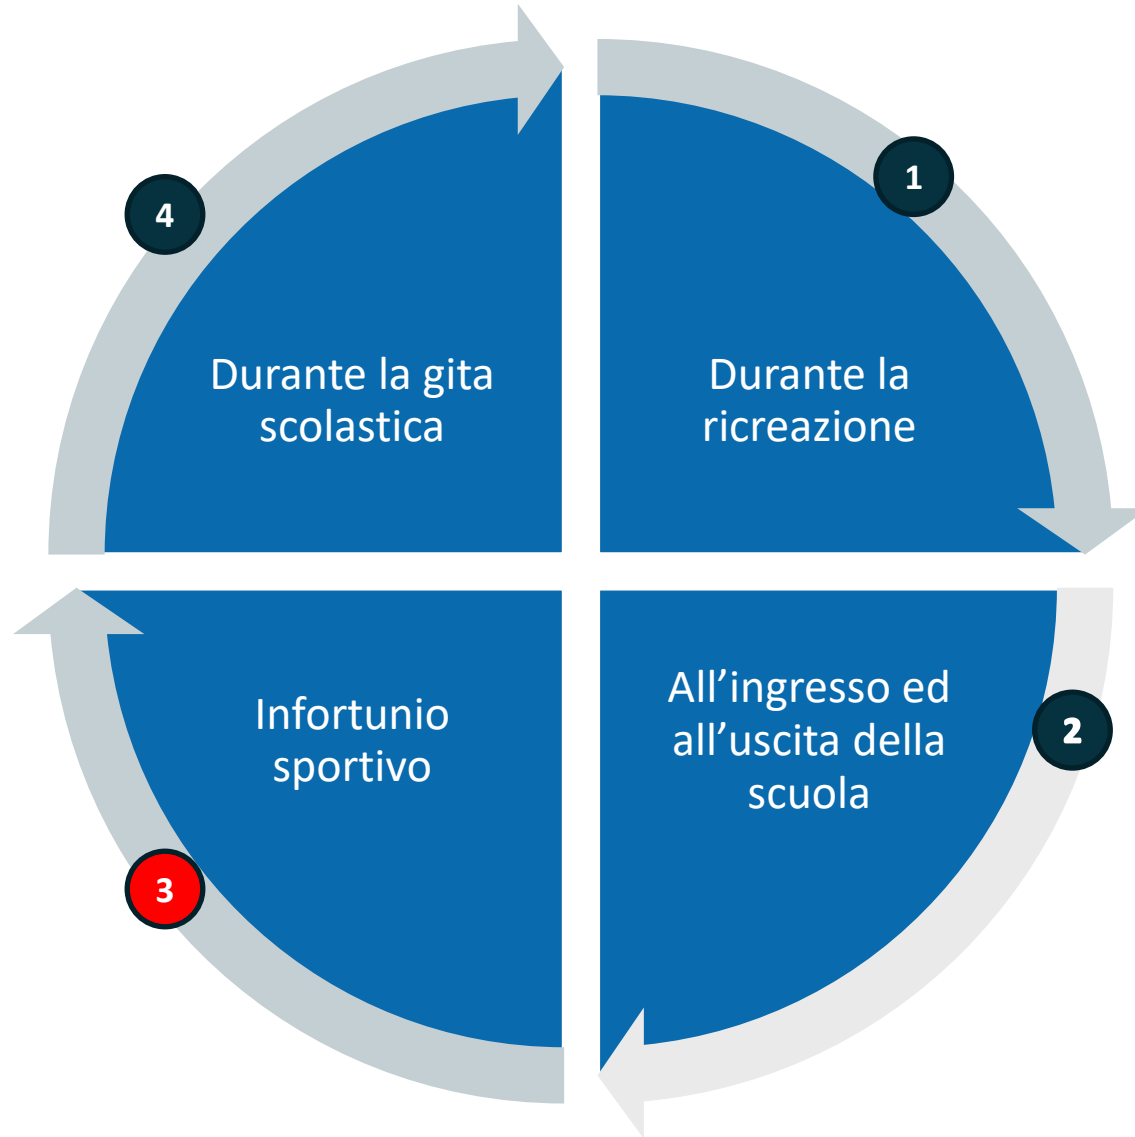 4
Durante la gita
scolastica
1
Durante la
ricreazione
Infortunio
sportivo
3
All’ingresso ed
all’uscita della
scuola
2